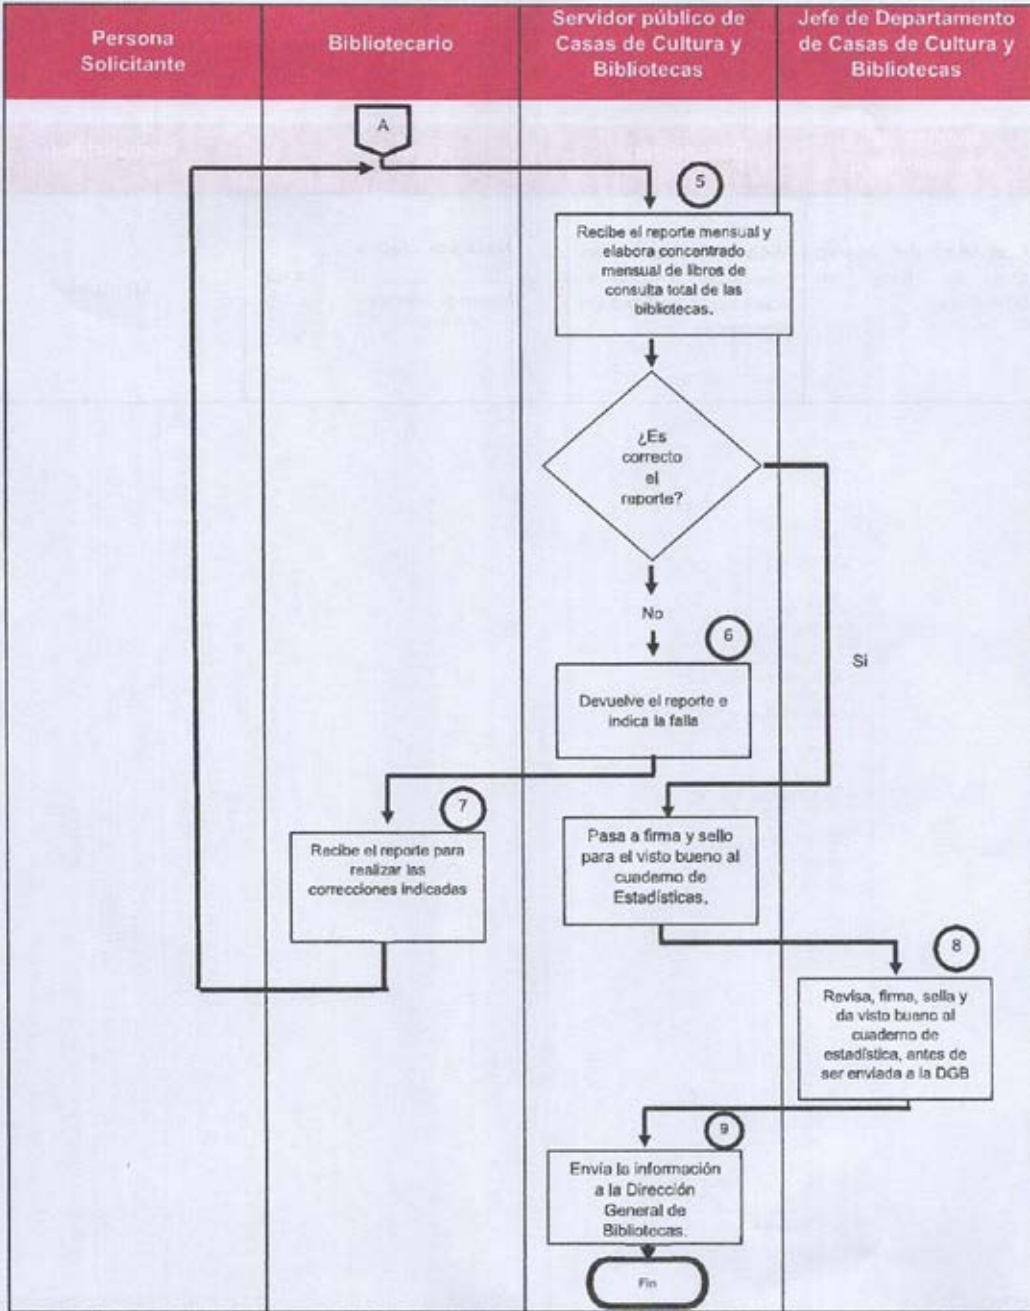 Persona
Solicitante
Bibliotecario
Servidor público de
Casas de Cultura y
Bibliotecas
Jefe de Departamento
de Casas de Cultura y
Bibliotecas
A
5
Recibe el reporte mensual y
elabora concentrado
mensual de libros de
consulta total de las
bibliotecas.
¿Es
correcto
el
reporte?
No
Si
6
Devuelve el reporte e
indica la falla
7
Recibe el reporte para
realizar las
correcciones indicadas
Pasa a firma y sello
para el visto bueno al
cuaderno de
Estadísticas.
8
Revisa, firma, sella y
da visto bueno al
cuaderno de
estadística, antes de
ser enviada a la DGB
9
Envía la información
a la Dirección
General de
Bibliotecas.
Fin